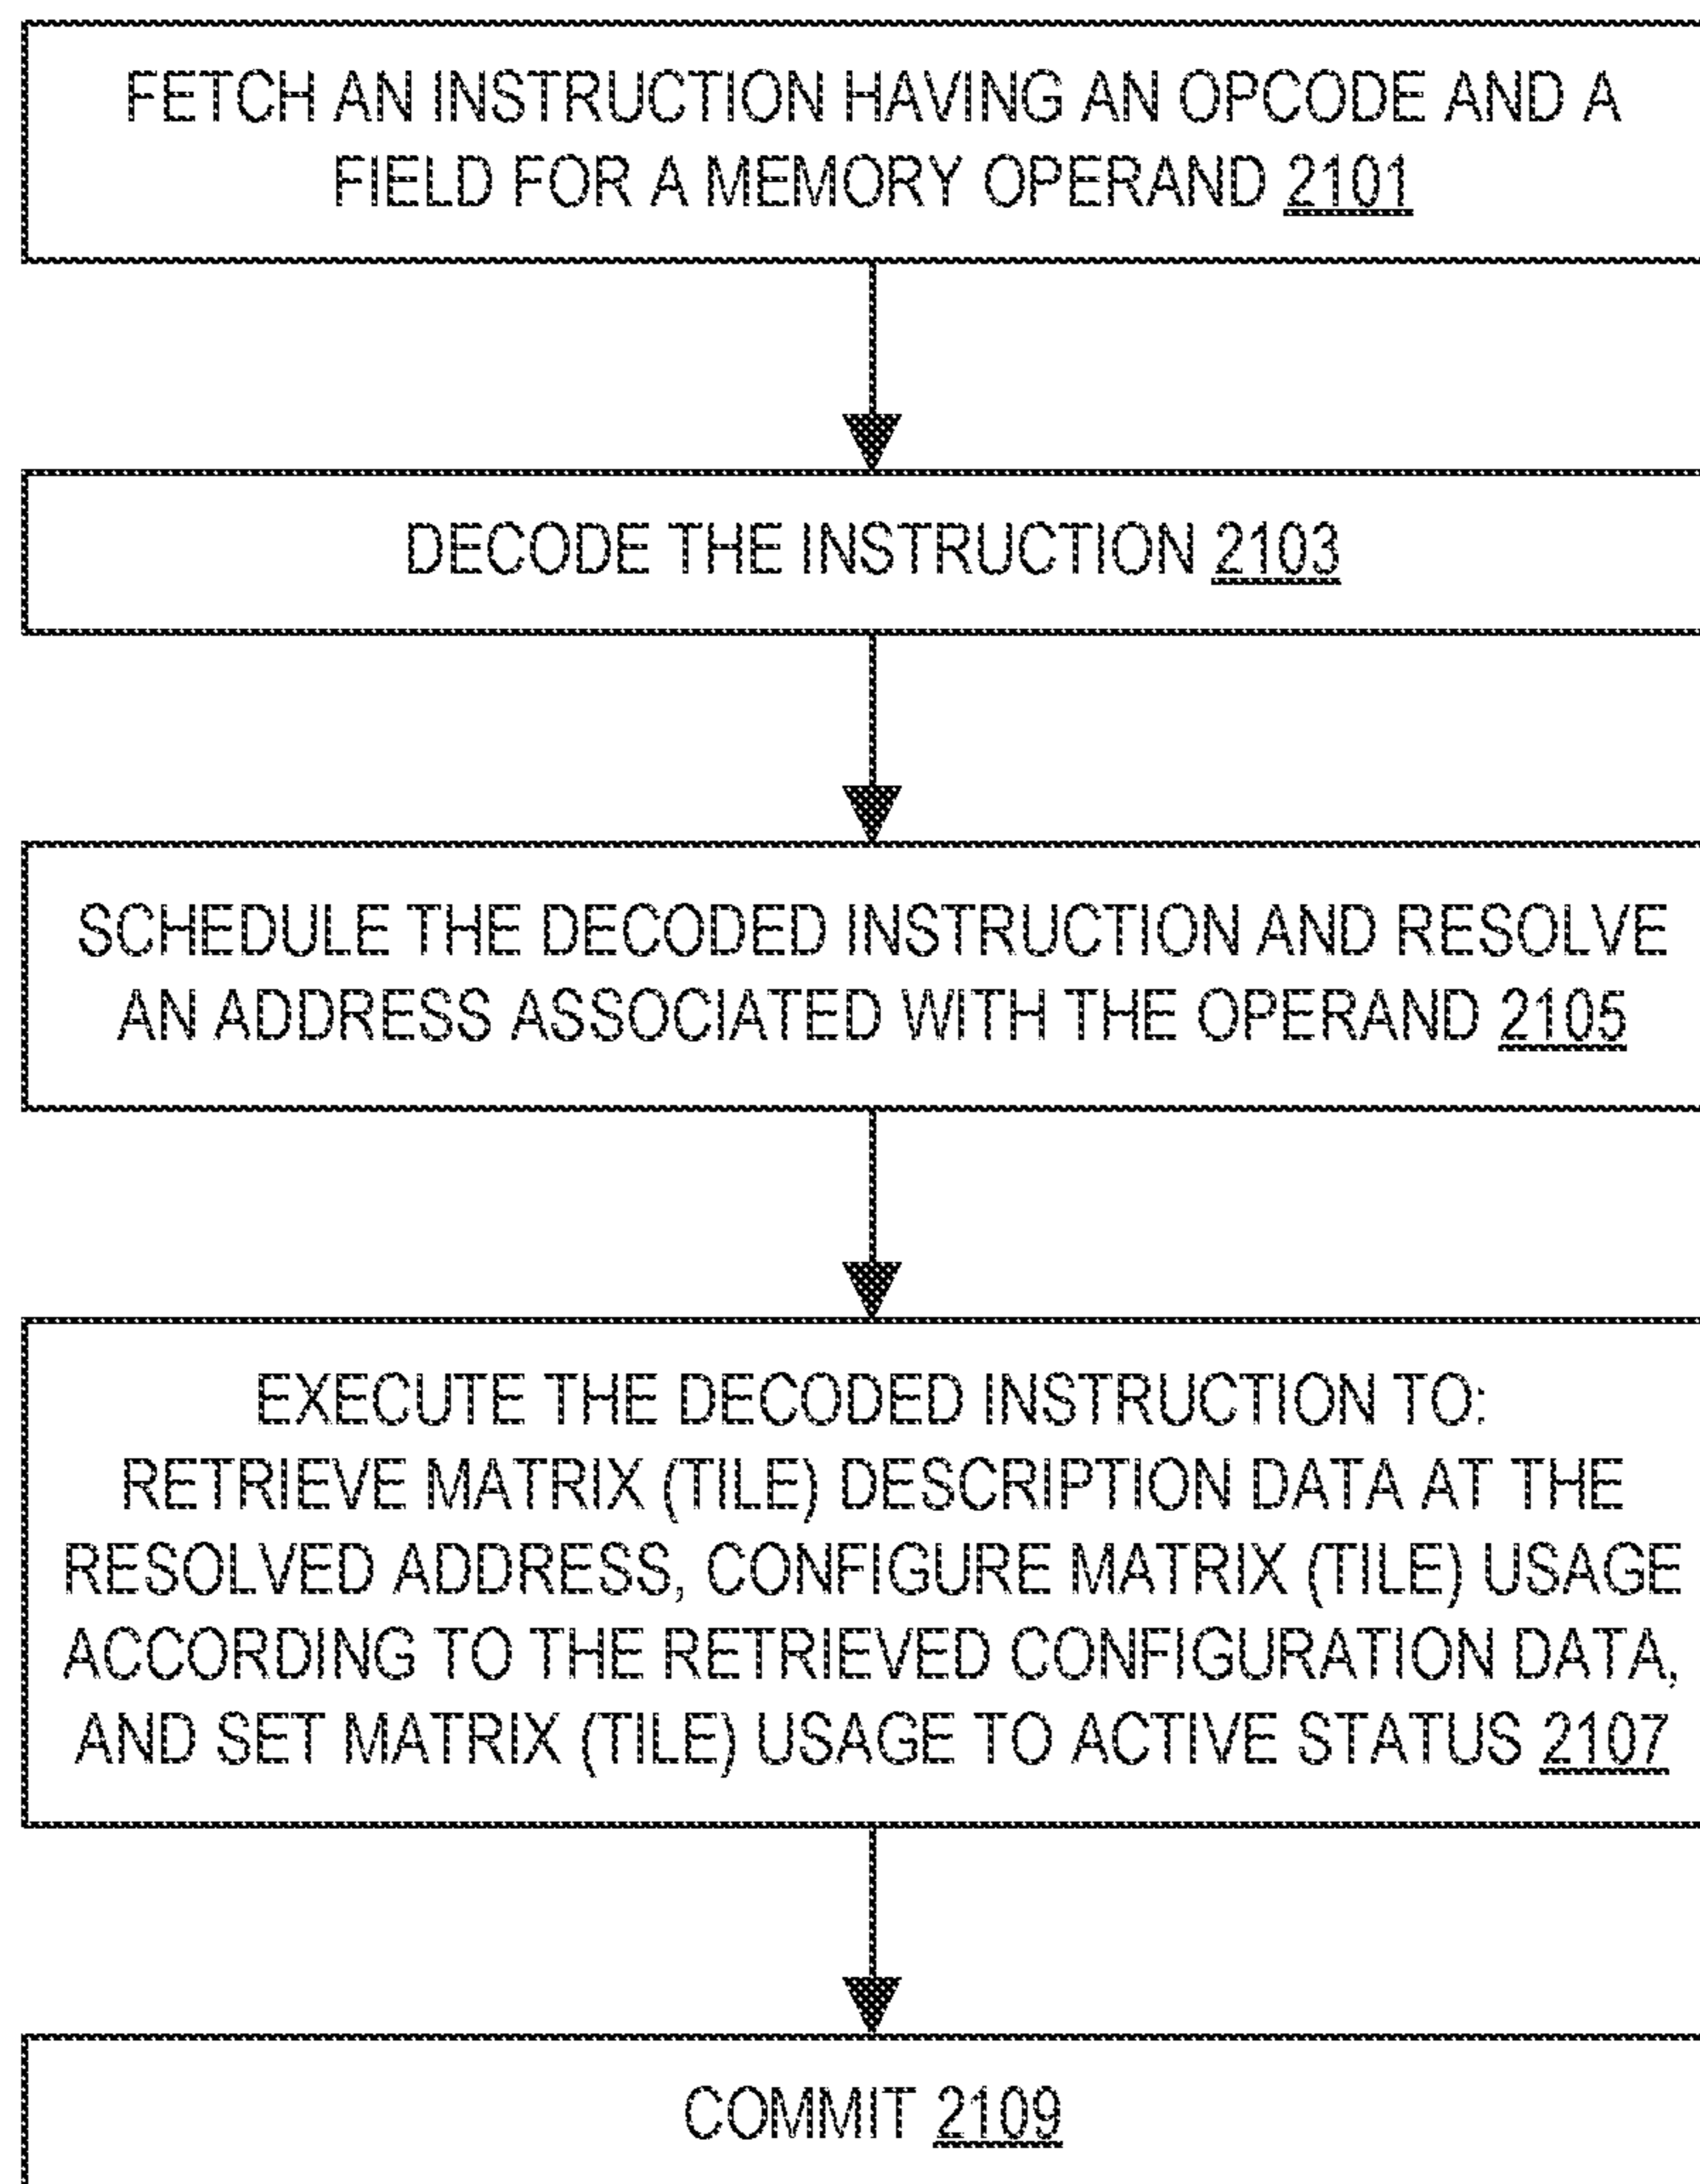 FETCH AN INSTRUCTION HAVING AN OPCODE AND A
FIELD FOR A MEMORY OPERAND 2101
DECODE THE INSTRUCTION 2103
SCHEDULE THE DECODED INSTRUCTION AND RESOLVE
AN ADDRESS ASSOCIATED WITH THE OPERAND 2105
EXECUTE THE DECODED INSTRUCTION TO:
RETRIEVE MATRIX (TILE) DESCRIPTION DATA AT THE
RESOLVED ADDRESS, CONFIGURE MATRIX (TILE) USAGE
ACCORDING TO THE RETRIEVED CONFIGURATION DATA,
AND SET MATRIX (TILE) USAGE TO ACTIVE STATUS 2107
COMMIT 2109